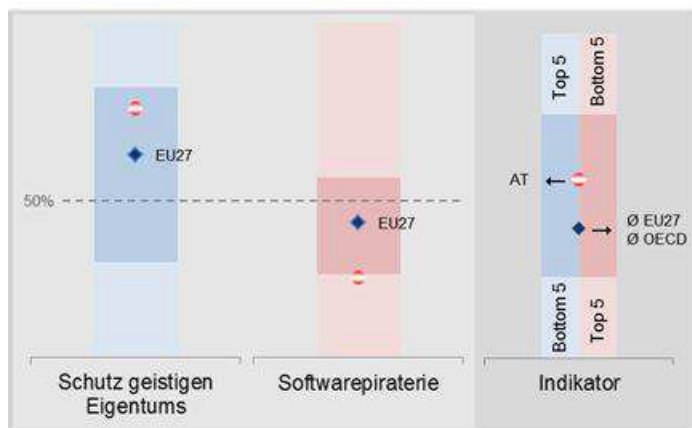 50%
EU27
EU27
Schutz geistigen
Eigentums
Softwarepiraterie
Top 5
Bottom 5
AT
Ø EU27
Ø OECD
Bottom 5
Top 5
Indikator